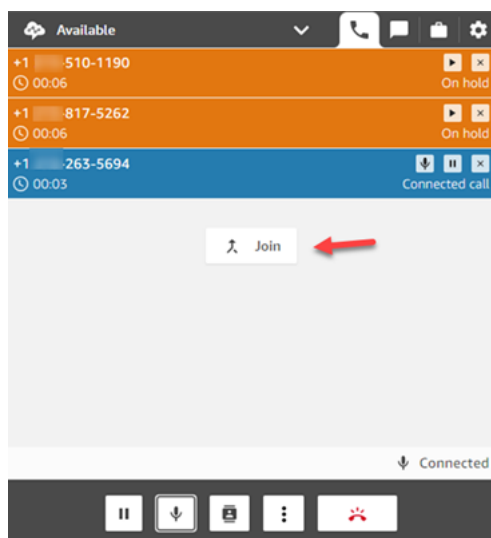 Available
+1 -510-1190
00:06
On hold
+1 -817-5262
00:06
On hold
+1 -263-5694
00:03
Connected call
Join
Connected